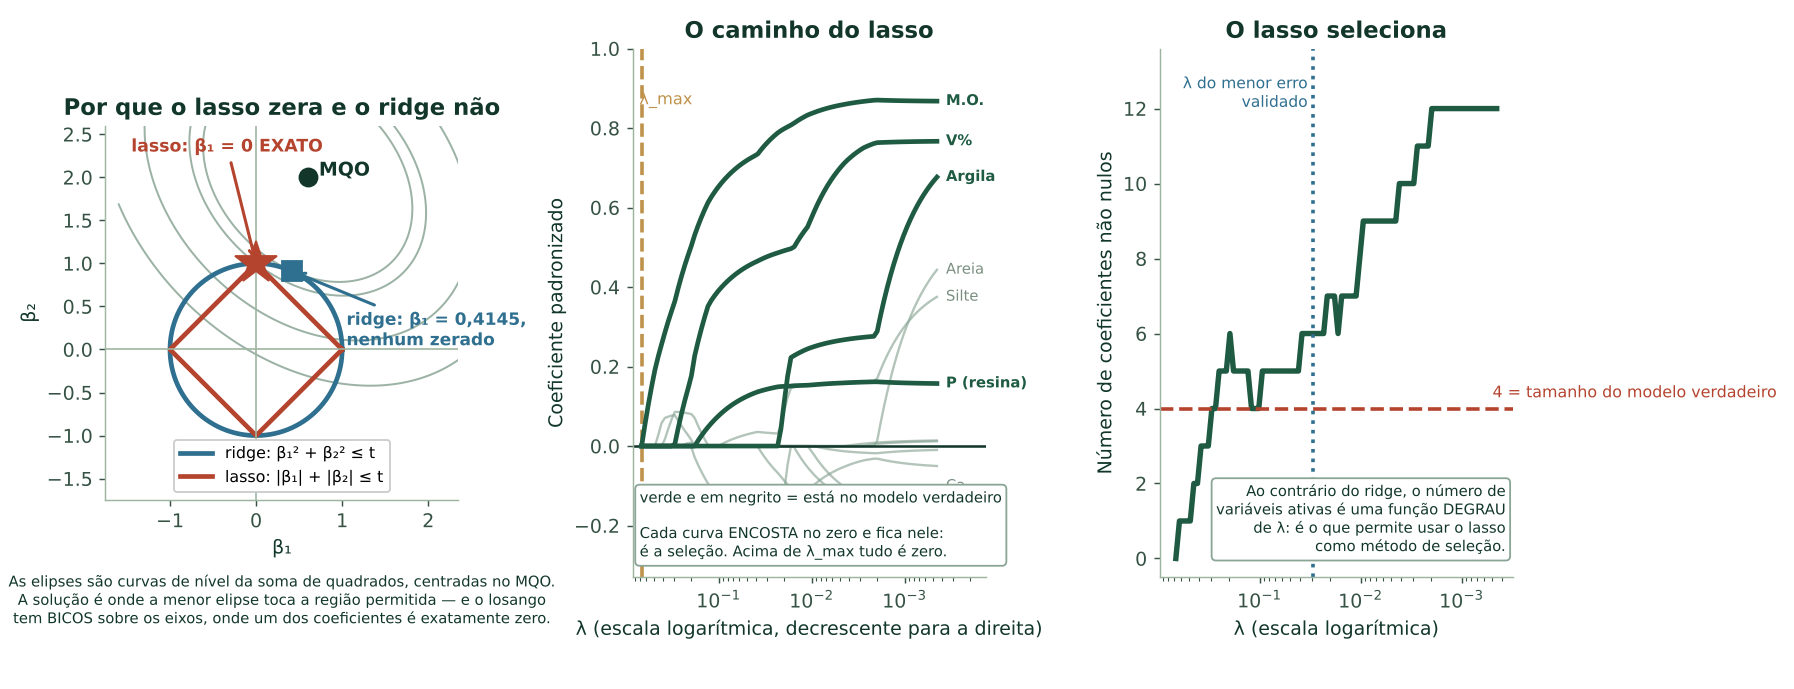 Por que o lasso zera e o ridge não
lasso: β₁ = 0 EXATO
MQO
ridge: β₁ = 0,4145,
nenhum zerado
2.5
2.0
1.5
1.0
0.5
0.0
−0.5
−1.0
−1.5
β₂
ridge: β₁² + β₂² ≤ t
lasso: |β₁| + |β₂| ≤ t
−1
0
1
2
β₁
As elipses são curvas de nível da soma de quadrados, centradas no MQO.
A solução é onde a menor elipse toca a região permitida — e o losango
tem BICOS sobre os eixos, onde um dos coeficientes é exatamente zero.
O caminho do lasso
1.0
0.8
0.6
0.4
0.2
0.0
−0.2
Coeficiente padronizado
λ_max
M.O.
V%
Argila
Areia
Silte
P (resina)
Ca
verde e em negrito = está no modelo verdadeiro
Cada curva ENCOSTA no zero e fica nele:
é a seleção. Acima de λ_max tudo é zero.
10⁻¹
10⁻²
10⁻³
λ (escala logarítmica, decrescente para a direita)
O lasso seleciona
λ do menor erro
validado
12
10
8
6
4
2
0
Número de coeficientes não nulos
4 = tamanho do modelo verdadeiro
Ao contrário do ridge, o número de
variáveis ativas é uma função DEGRAU
de λ: é o que permite usar o lasso
como método de seleção.
10⁻¹
10⁻²
10⁻³
λ (escala logarítmica)